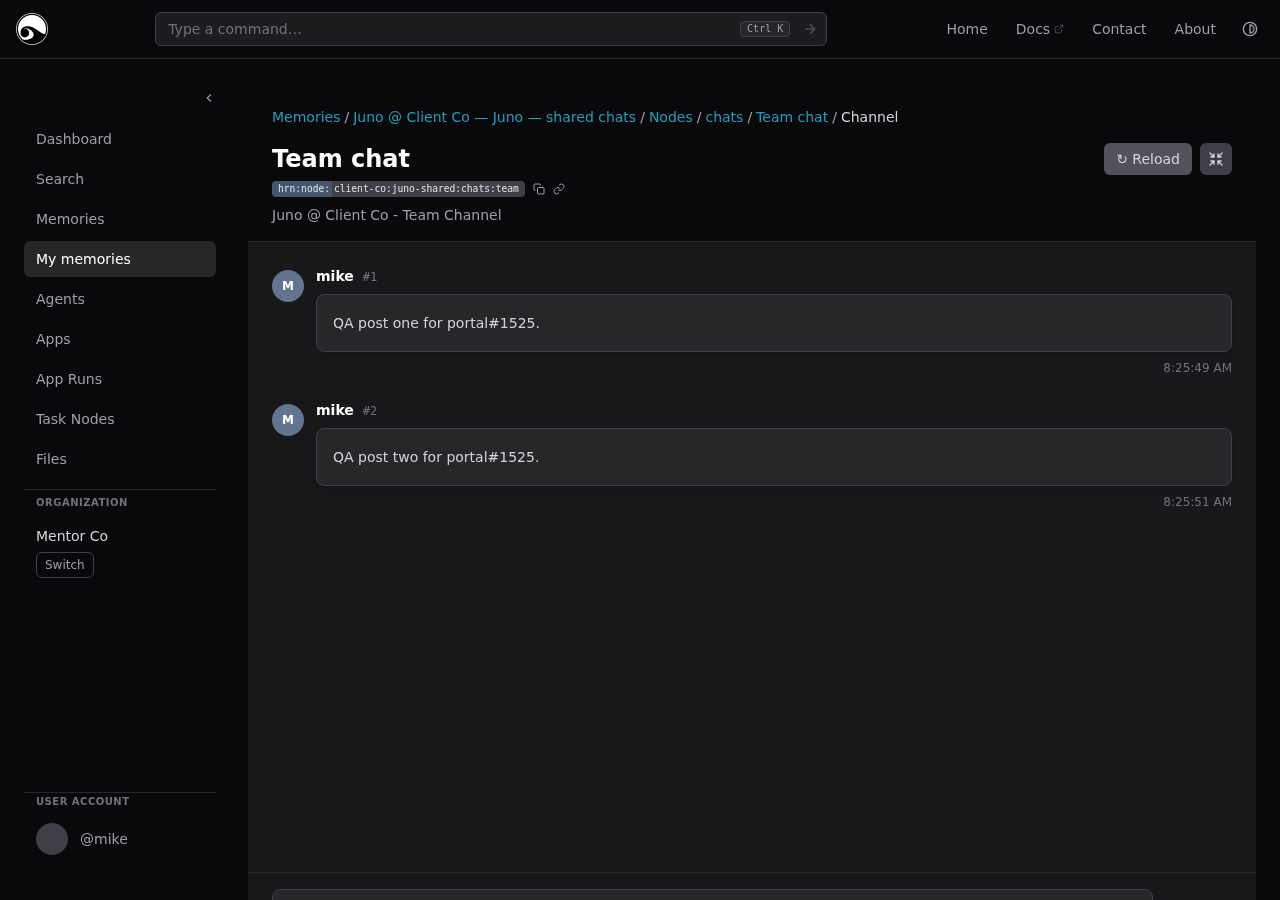 Type a command...
Ctrl K
Home
Docs
Contact
About
Dashboard
Search
Memories
My memories
Agents
Apps
App Runs
Task Nodes
Files
ORGANIZATION
Mentor Co
Switch
USER ACCOUNT
@mike
Memories / Juno @ Client Co — Juno — shared chats / Nodes / chats / Team chat / Channel
Team chat
↻ Reload
hrn:node: client-co:juno-shared:chats:team
Juno @ Client Co - Team Channel
M
mike #1
QA post one for portal#1525.
8:25:49 AM
M
mike #2
QA post two for portal#1525.
8:25:51 AM